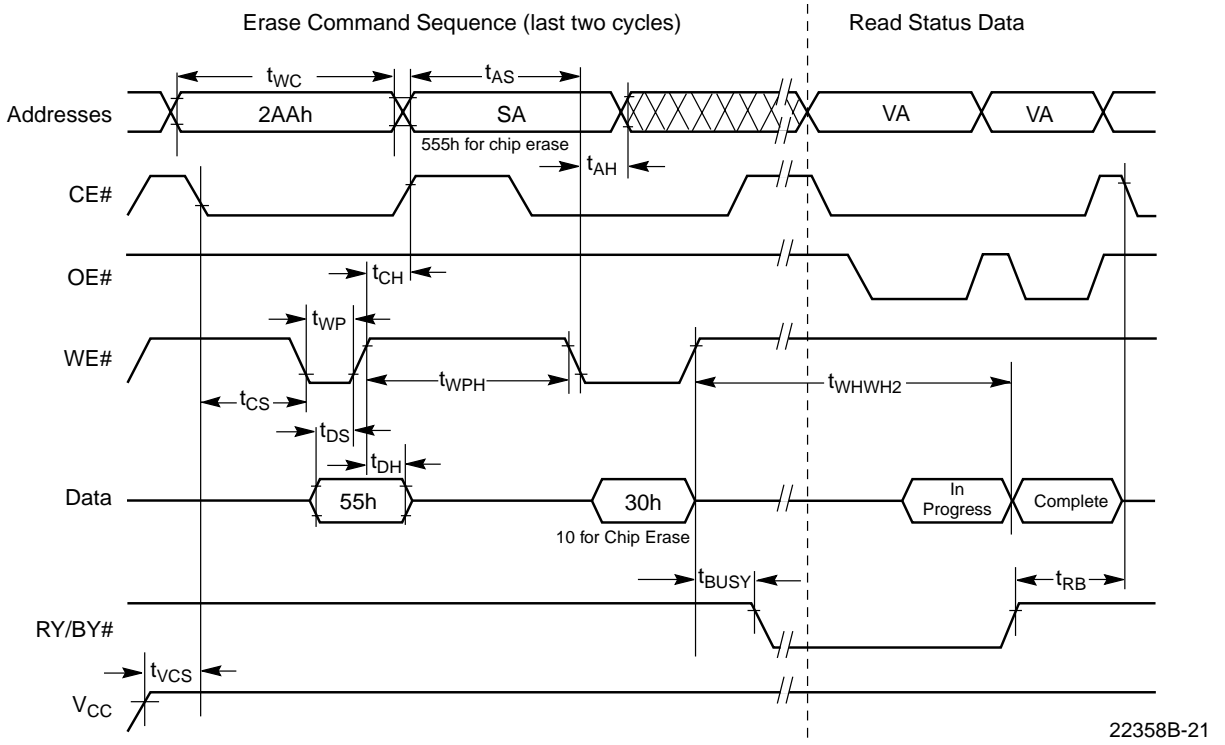 Erase Command Sequence (last two cycles)
Read Status Data
tWC
tAS
Addresses
2AAh
SA
VA
VA
555h for chip erase
tAH
CE#
OE#
tCH
tWP
WE#
tWPH
tWHWH2
tCS
tDS
tDH
Data
55h
30h
In
Progress
Complete
10 for Chip Erase
tBUSY
tRB
RY/BY#
tVCS
VCC
22358B-21